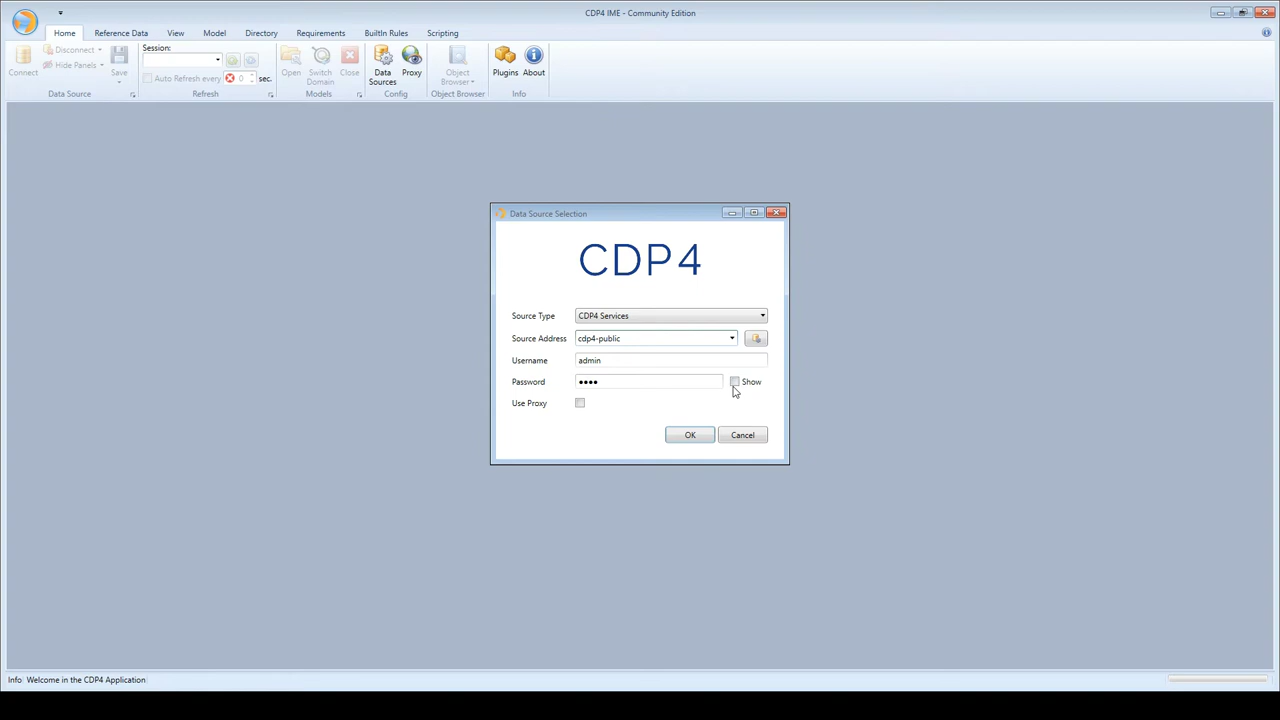 CDP4 IME - Community Edition
Home Reference Data View Model Directory Requirements BuiltIn Rules Scripting
Connect
Disconnect
Hide Panels
Save
Session:
Auto Refresh every 0 sec.
Open
Switch Domain
Close
Data Sources
Proxy
Object Browser
Plugins
About
Data Source Refresh Models Config Object Browser Info
Data Source Selection
CDP4
Source Type CDP4 Services
Source Address cdp4-public
Username admin
Password •••• Show
Use Proxy
OK Cancel
Info: Welcome in the CDP4 Application